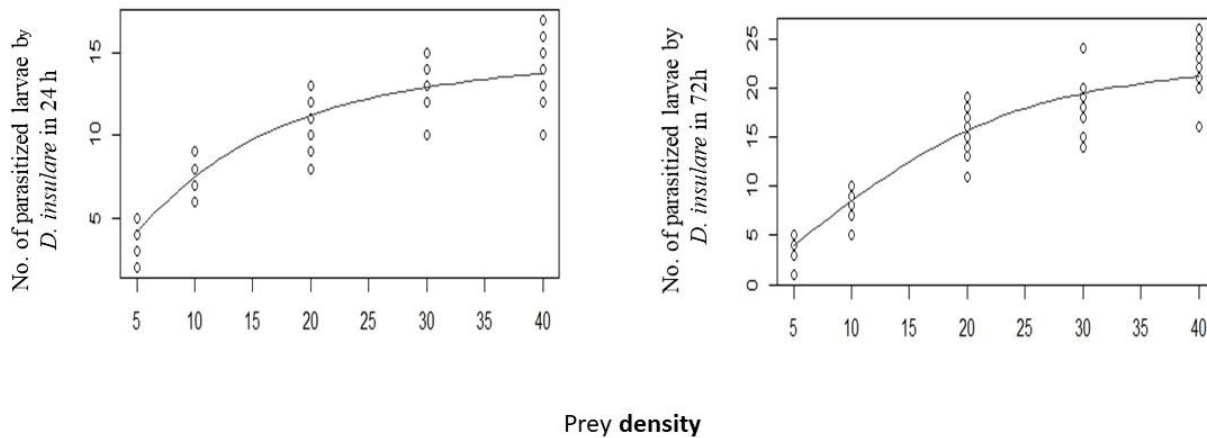 No. of parasitized larvae by
D. insulare in 24 h
15
10
5
5 10 15 20 25 30 35 40
No. of parasitized larvae by
D. insulare in 72h
25
20
15
10
5
0
5 10 15 20 25 30 35 40
Prey density